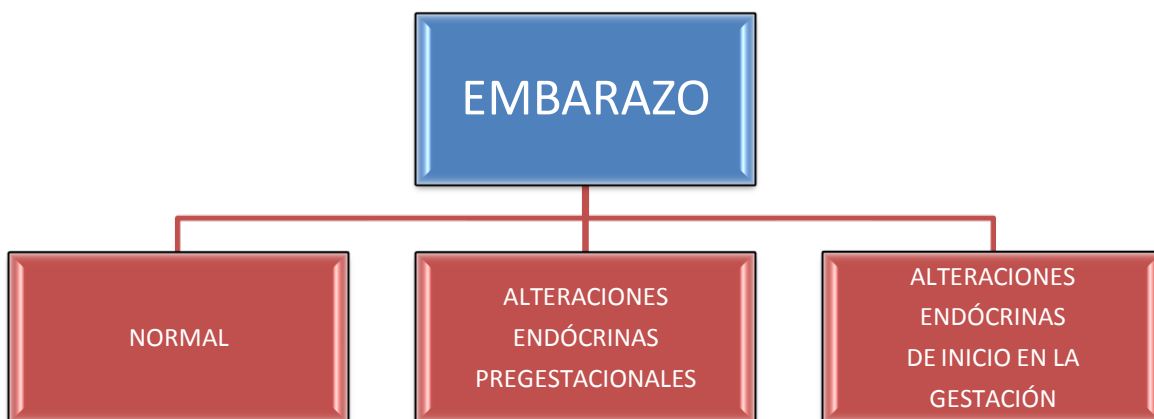 EMBARAZO
NORMAL
ALTERACIONES
ENDÓCRINAS
PREGESTACIONALES
ALTERACIONES
ENDÓCRINAS
DE INICIO EN LA
GESTACIÓN